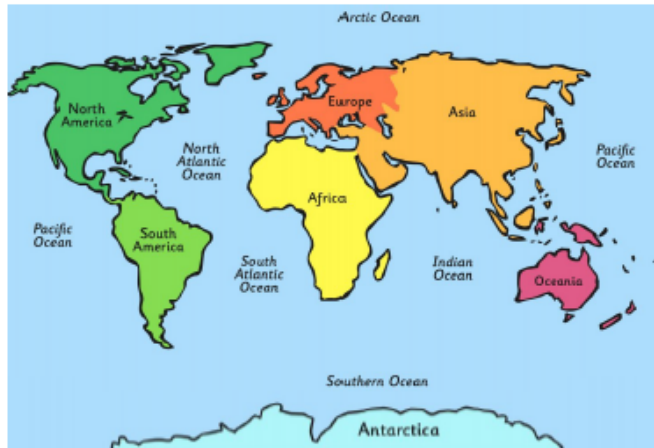 Arctic Ocean
North
America
Europe
Asia
North
Atlantic
Ocean
Pacific
Ocean
Africa
Pacific
Ocean
South
America
South
Atlantic
Ocean
Indian
Ocean
Oceania
Southern Ocean
Antarctica